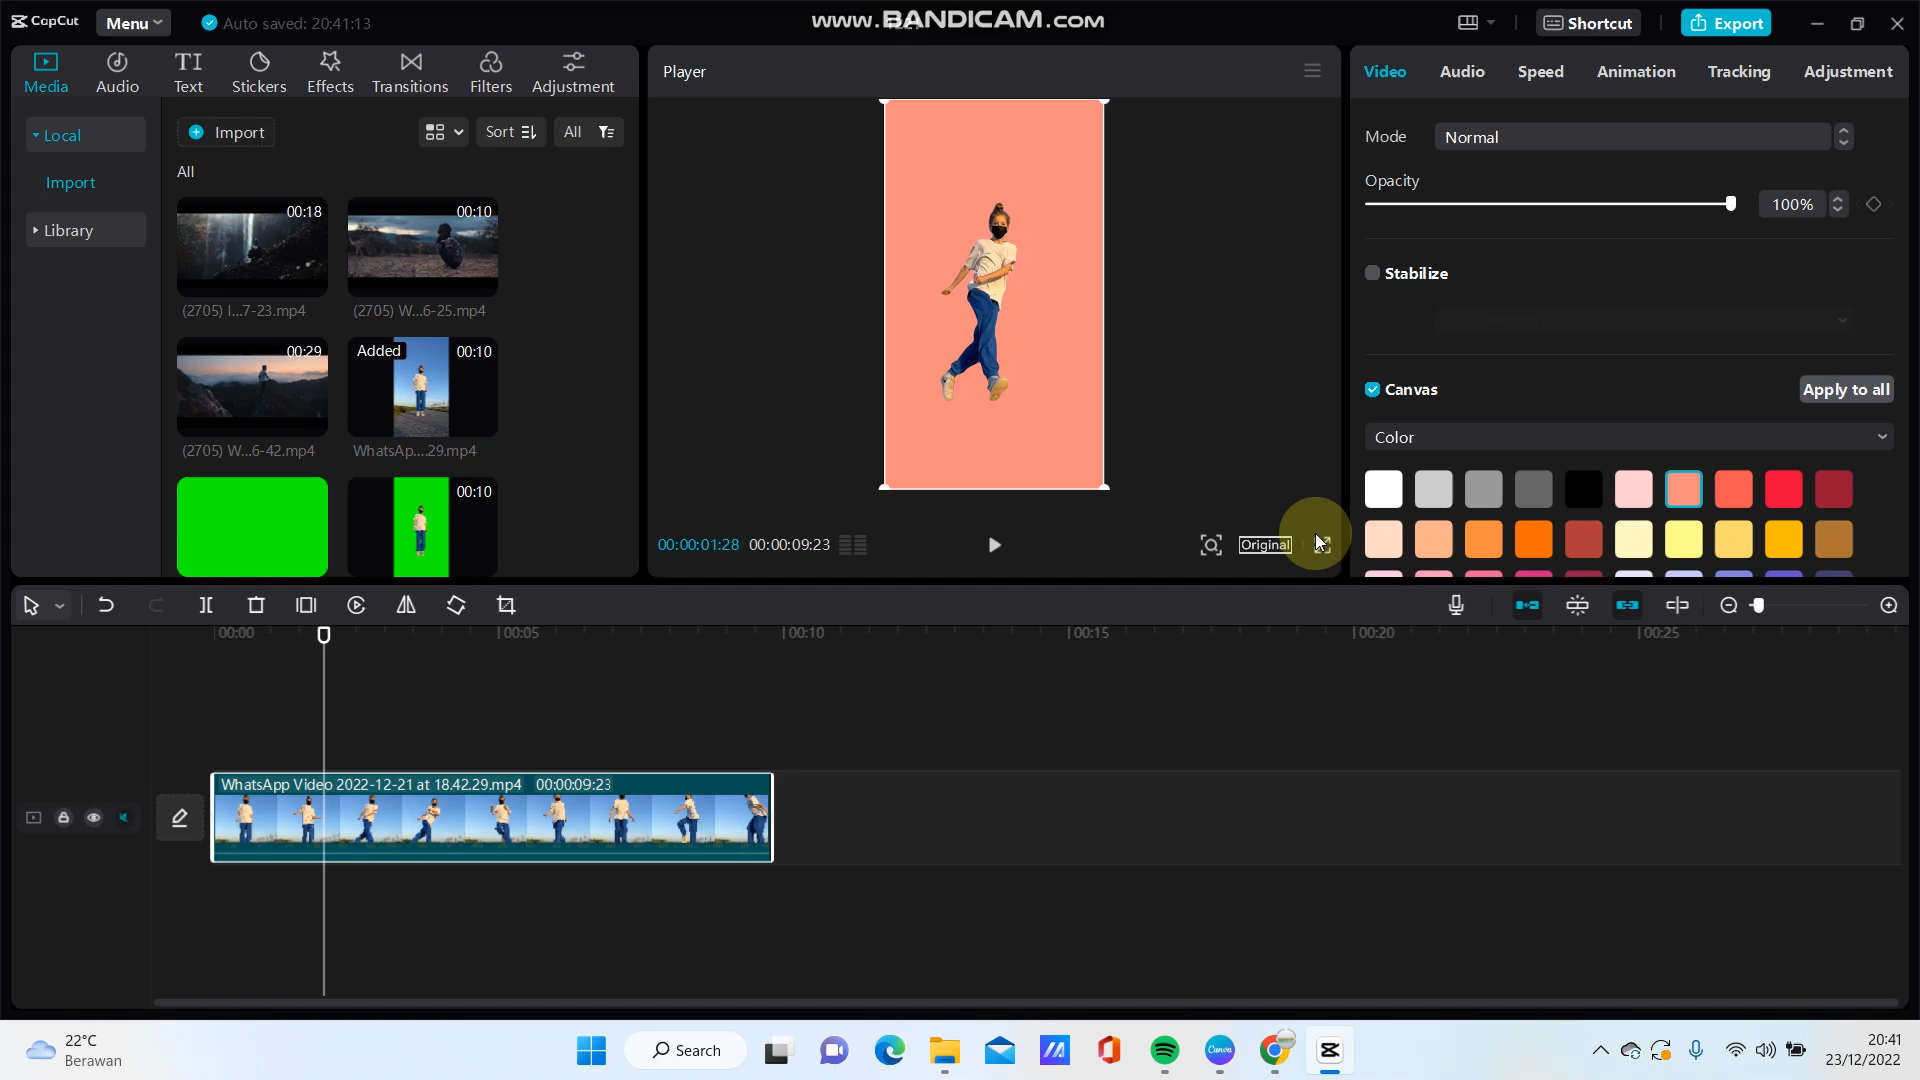 CapCut
Menu
Auto saved: 20:41:13
www.BANDICAM.com
Shortcut
Export
Media
Audio
Text
Stickers
Effects
Transitions
Filters
Adjustment
Player
Video
Audio
Speed
Animation
Tracking
Adjustment
Local
Import
Library
Import
Sort
All
All
00:18
00:10
(2705) I...7-23.mp4
(2705) W...6-25.mp4
00:29
Added
00:10
(2705) W...6-42.mp4
WhatsAp....29.mp4
00:10
00:00:01:28
00:00:09:23
Original
Mode
Normal
Opacity
100%
Stabilize
Canvas
Apply to all
Color
00:00
00:05
00:10
00:15
00:20
00:25
WhatsApp Video 2022-12-21 at 18.42.29.mp4
00:00:09:23
22°C
Berawan
Search
Canva
20:41
23/12/2022